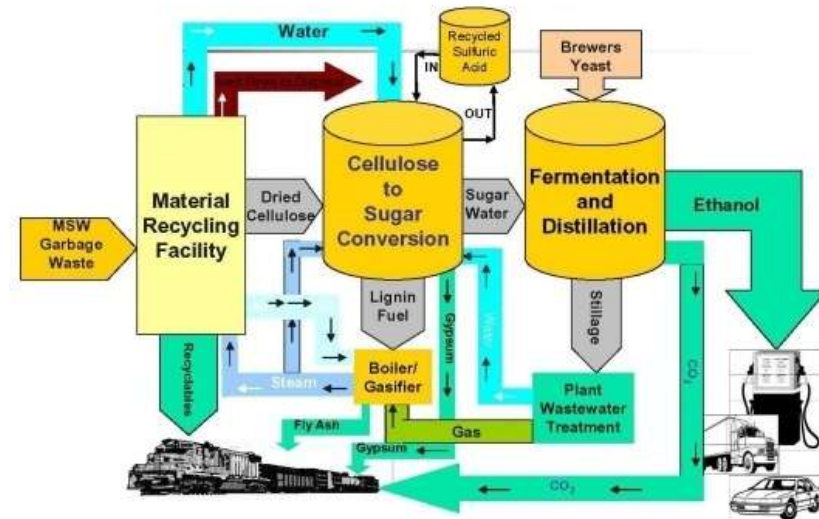 Water
Recycled
Sulfuric
Acid
Brewers
Yeast
IN
OUT
MSW
Garbage
Waste
Material
Recycling
Facility
Dried
Cellulose
Cellulose
to
Sugar
Conversion
Sugar
Water
Fermentation
and
Distillation
Ethanol
Lignin
Fuel
Gypsum
Water
Stillage
CO₂
Recyclables
Steam
Boiler/
Gasifier
Plant
Wastewater
Treatment
Fly Ash
Gypsum
Gas
CO₂